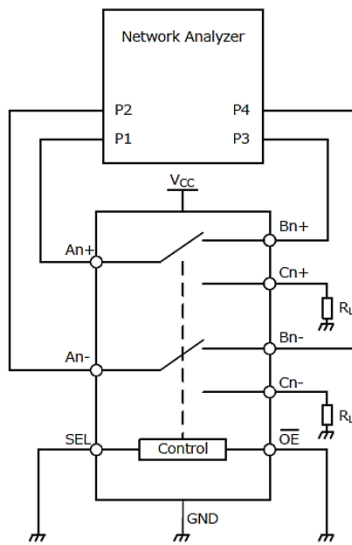 Network Analyzer
P2
P4
P1
P3
VCC
An+
Bn+
Cn+
RL
An-
Bn-
Cn-
RL
SEL
Control
OE
GND